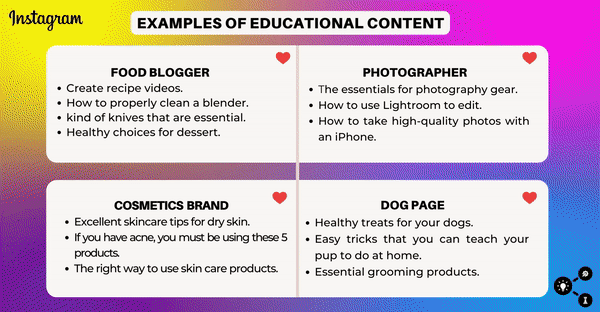 Instagram
EXAMPLES OF EDUCATIONAL CONTENT
FOOD BLOGGER
• Create recipe videos.
• How to properly clean a blender.
• kind of knives that are essential.
• Healthy choices for dessert.
PHOTOGRAPHER
• The essentials for photography gear.
• How to use Lightroom to edit.
• How to take high-quality photos with
an iPhone.
COSMETICS BRAND
• Excellent skincare tips for dry skin.
• If you have acne, you must be using these 5
products.
• The right way to use skin care products.
DOG PAGE
• Healthy treats for your dogs.
• Easy tricks that you can teach your
pup to do at home.
• Essential grooming products.